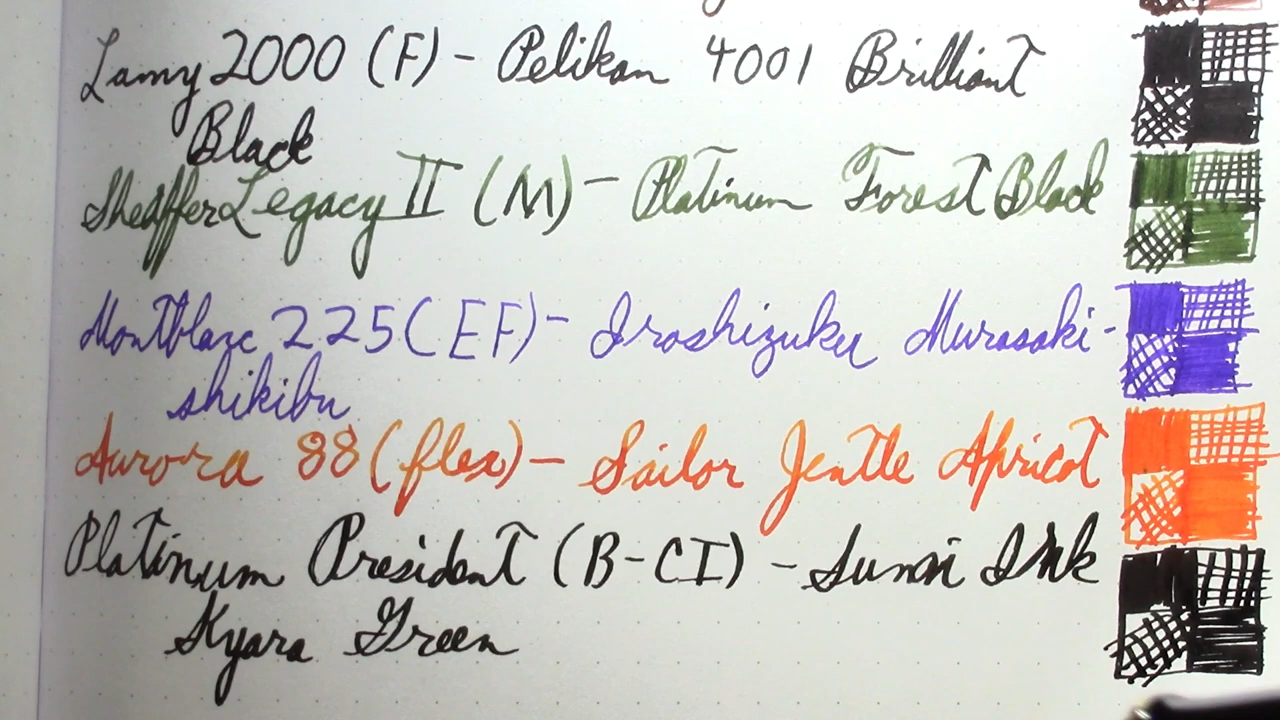 Lamy 2000 (F) - Pelikan 4001 Brilliant
Black
Sheaffer Legacy II (M) - Platinum Forest Black
Montblanc 225 (EF) - Iroshizuku Murasaki-
shikibu
Aurora 88 (flex) - Sailor Jentle Apricot
Platinum President (B-CI) - Sumi Ink
Kyara Green